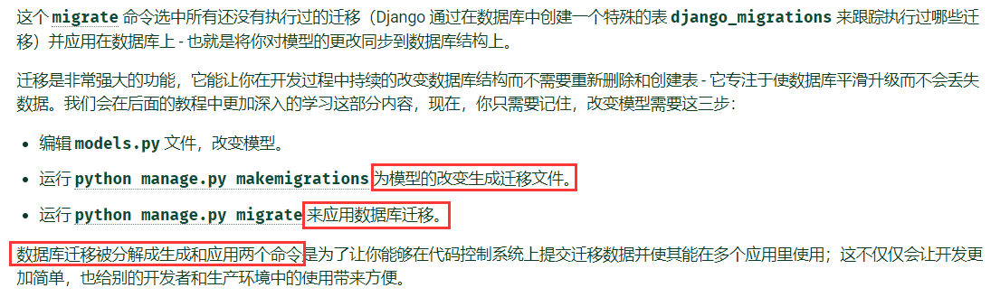 这个 migrate 命令选中所有还没有执行过的迁移（Django 通过在数据库中创建一个特殊的表 django_migrations 来跟踪执行过哪些迁
移）并应用在数据库上 - 也就是将你对模型的更改同步到数据库结构上。
迁移是非常强大的功能，它能让你在开发过程中持续的改变数据库结构而不需要重新删除和创建表 - 它专注于使数据库平滑升级而不会丢失
数据。我们会在后面的教程中更加深入的学习这部分内容，现在，你只需要记住，改变模型需要这三步：
• 编辑 models.py 文件，改变模型。
• 运行 python manage.py makemigrations 为模型的改变生成迁移文件。
• 运行 python manage.py migrate 来应用数据库迁移。
数据库迁移被分解成生成和应用两个命令是为了让你能够在代码控制系统上提交迁移数据并使其能在多个应用里使用；这不仅仅会让开发更
加简单，也给别的开发者和生产环境中的使用带来方便。